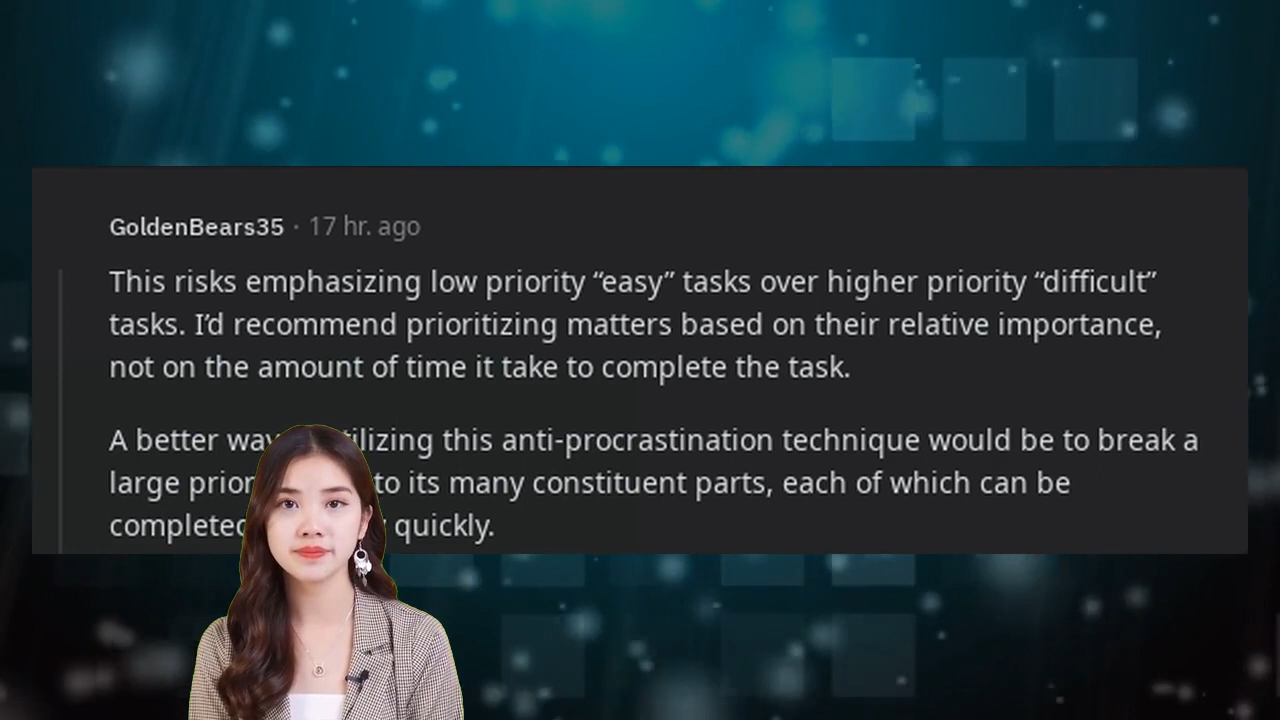 GoldenBears35 · 17 hr. ago
This risks emphasizing low priority “easy” tasks over higher priority “difficult”
tasks. I’d recommend prioritizing matters based on their relative importance,
not on the amount of time it take to complete the task.
A better way utilizing this anti-procrastination technique would be to break a
large to its many constituent parts, each of which can be
completed quickly.